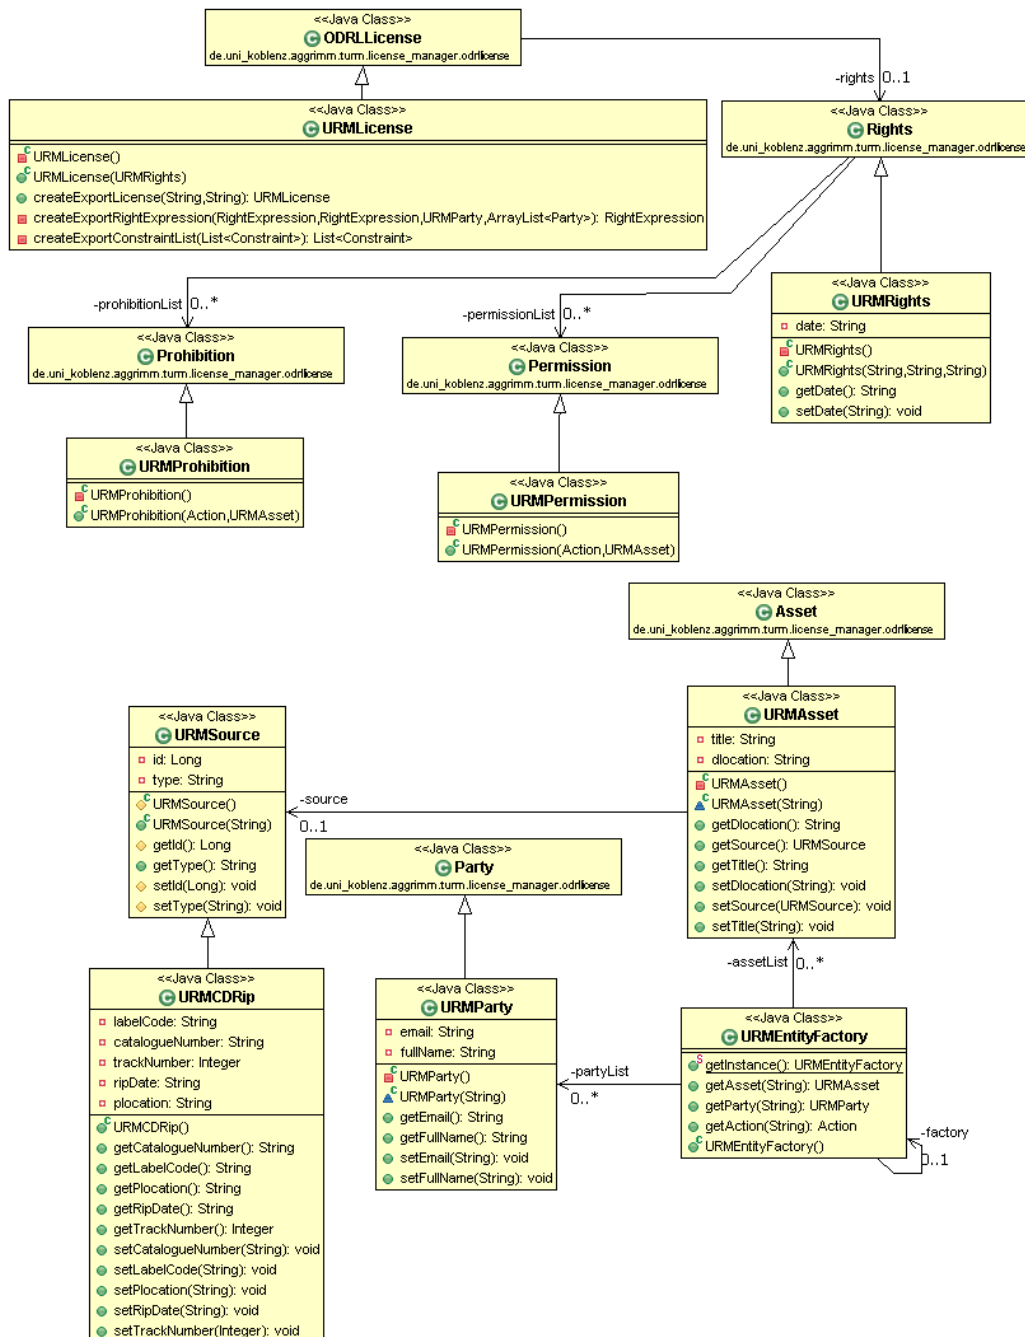 <<Java Class>>
ODRLLicense
de.uni_koblenz.aggrimm.turm.license_manager.odrllicense
-rights 0..1
<<Java Class>>
URMLicense
URMLicense()
URMLicense(URMRights)
createExportLicense(String,String): URMLicense
createExportRightExpression(RightExpression,RightExpression,URMParty,ArrayList<Party>): RightExpression
createExportConstraintList(List<Constraint>): List<Constraint>
<<Java Class>>
Rights
de.uni_koblenz.aggrimm.turm.license_manager.odrllicense
-prohibitionList 0..*
-permissionList 0..*
<<Java Class>>
URMRights
date: String
URMRights()
URMRights(String,String,String)
getDate(): String
setDate(String): void
<<Java Class>>
Prohibition
de.uni_koblenz.aggrimm.turm.license_manager.odrllicense
<<Java Class>>
Permission
de.uni_koblenz.aggrimm.turm.license_manager.odrllicense
<<Java Class>>
URMProhibition
URMProhibition()
URMProhibition(Action,URMAsset)
<<Java Class>>
URMPermission
URMPermission()
URMPermission(Action,URMAsset)
<<Java Class>>
Asset
de.uni_koblenz.aggrimm.turm.license_manager.odrllicense
<<Java Class>>
URMAsset
title: String
dlocation: String
URMAsset()
URMAsset(String)
getDlocation(): String
getSource(): URMSource
getTitle(): String
setDlocation(String): void
setSource(URMSource): void
setTitle(String): void
<<Java Class>>
URMSource
id: Long
type: String
URMSource()
URMSource(String)
getId(): Long
getType(): String
setId(Long): void
setType(String): void
-source
0..1
<<Java Class>>
Party
de.uni_koblenz.aggrimm.turm.license_manager.odrllicense
-assetList 0..*
<<Java Class>>
URMCDRip
labelCode: String
catalogueNumber: String
trackNumber: Integer
ripDate: String
plocation: String
URMCDRip()
getCatalogueNumber(): String
getLabelCode(): String
getPlocation(): String
getRipDate(): String
getTrackNumber(): Integer
setCatalogueNumber(String): void
setLabelCode(String): void
setPlocation(String): void
setRipDate(String): void
setTrackNumber(Integer): void
<<Java Class>>
URMParty
email: String
fullName: String
URMParty()
URMParty(String)
getEmail(): String
getFullName(): String
setEmail(String): void
setFullName(String): void
-partyList
0..*
<<Java Class>>
URMEntityFactory
getInstance(): URMEntityFactory
getAsset(String): URMAsset
getParty(String): URMParty
getAction(String): Action
URMEntityFactory()
-factory
0..1